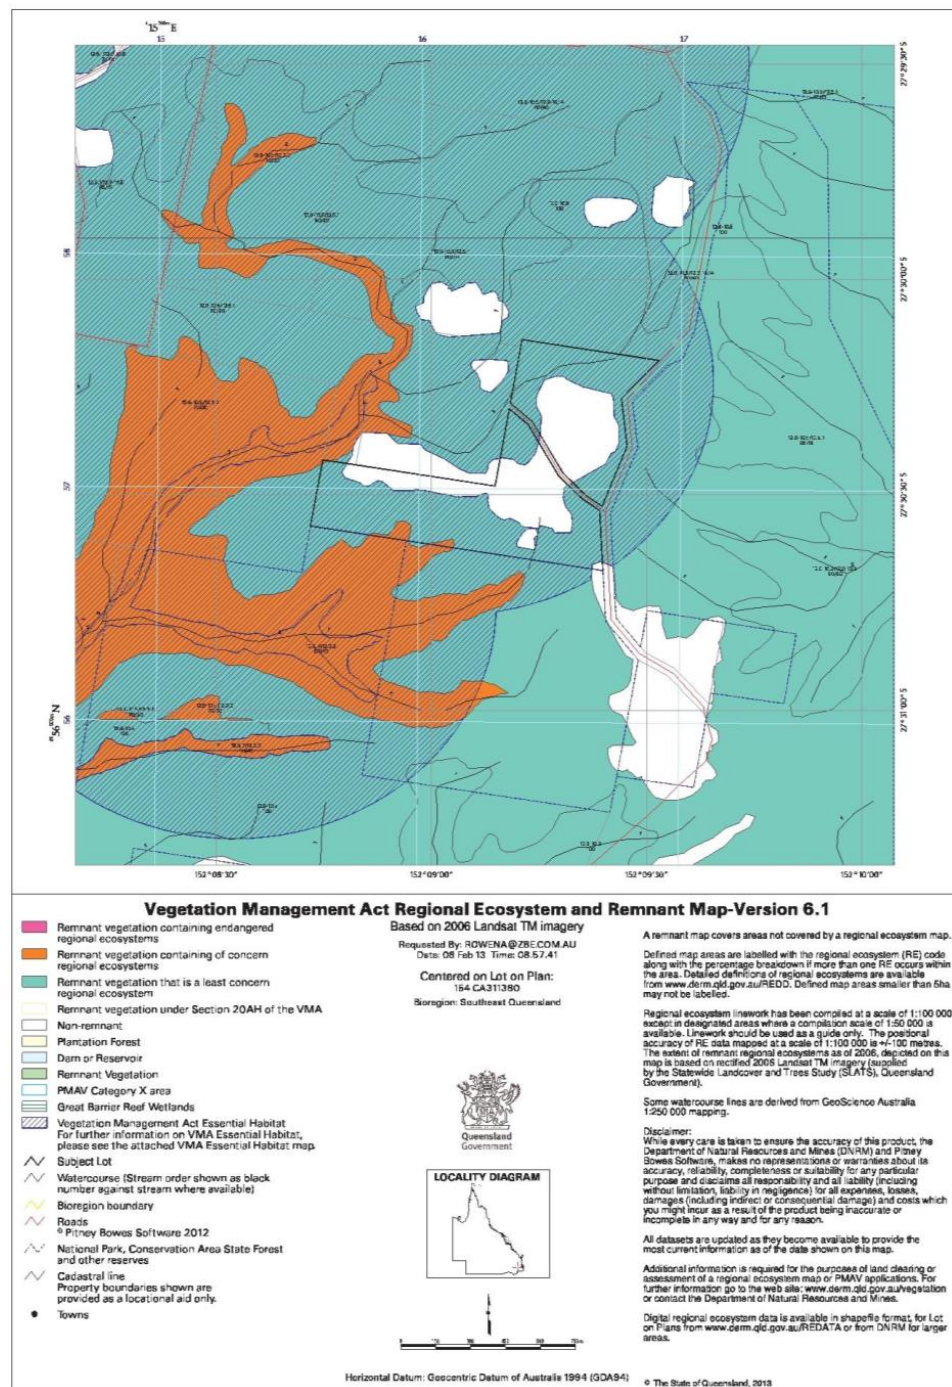 15
16
17
58
57
56
27°29'30"S
27°30'00"S
27°30'30"S
27°31'00"S
152°08'30"
152°09'00"
152°09'30"
152°10'00"
Vegetation Management Act Regional Ecosystem and Remnant Map-Version 6.1
Based on 2006 Landsat TM imagery
Requested By: ROWENA@ZBE.COM.AU
Date: 08 Feb 13 Time: 08.57.41
Centered on Lot on Plan:
164 CA311380
Bioregion: Southeast Queensland
Remnant vegetation containing endangered
regional ecosystems
Remnant vegetation containing of concern
regional ecosystems
Remnant vegetation that is a least concern
regional ecosystem
Remnant vegetation under Section 20AH of the VMA
Non-remnant
Plantation Forest
Dam or Reservoir
Remnant Vegetation
PMAV Category X area
Great Barrier Reef Wetlands
Vegetation Management Act Essential Habitat
For further information on VMA Essential Habitat,
please see the attached VMA Essential Habitat map.
Subject Lot
Watercourse (Stream order shown as black
number against stream where available)
Bioregion boundary
Roads
© Pitney Bowes Software 2012
National Park, Conservation Area State Forest
and other reserves
Cadastral line
Property boundaries shown are
provided as a locational aid only.
Towns
Queensland
Government
LOCALITY DIAGRAM
Horizontal Datum: Geocentric Datum of Australia 1994 (GDA94)
A remnant map covers areas not covered by a regional ecosystem map.
Defined map areas are labelled with the regional ecosystem (RE) code
along with the percentage breakdown if more than one RE occurs within
the area. Detailed definitions of regional ecosystems are available
from www.derm.qld.gov.au/REDD. Defined map areas smaller than 5ha
may not be labelled.
Regional ecosystem linework has been compiled at a scale of 1:100 000
except in designated areas where a compilation scale of 1:50 000 is
available. Linework should be used as a guide only. The positional
accuracy of RE data mapped at a scale of 1:100 000 is +/-100 metres.
The extent of remnant regional ecosystems as of 2006, depicted on this
map is based on rectified 2006 Landsat TM imagery (supplied
by the Statewide Landcover and Trees Study (SLATS), Queensland
Government).
Some watercourse lines are derived from GeoScience Australia
1:250 000 mapping.
Disclaimer:
While every care is taken to ensure the accuracy of this product, the
Department of Natural Resources and Mines (DNRM) and Pitney
Bowes Software, makes no representations or warranties about its
accuracy, reliability, completeness or suitability for any particular
purpose and disclaims all responsibility and all liability (including
without limitation, liability in negligence) for all expenses, losses,
damages (including indirect or consequential damage) and costs which
you might incur as a result of the product being inaccurate or
incomplete in any way and for any reason.
All datasets are updated as they become available to provide the
most current information as of the date shown on this map.
Additional information is required for the purposes of land clearing or
assessment of a regional ecosystem map or PMAV applications. For
further information go to the web site: www.derm.qld.gov.au/vegetation
or contact the Department of Natural Resources and Mines.
Digital regional ecosystem data is available in shapefile format, for Lot
on Plans from www.derm.qld.gov.au/REDATA or from DNRM for larger
areas.
© The State of Queensland, 2013